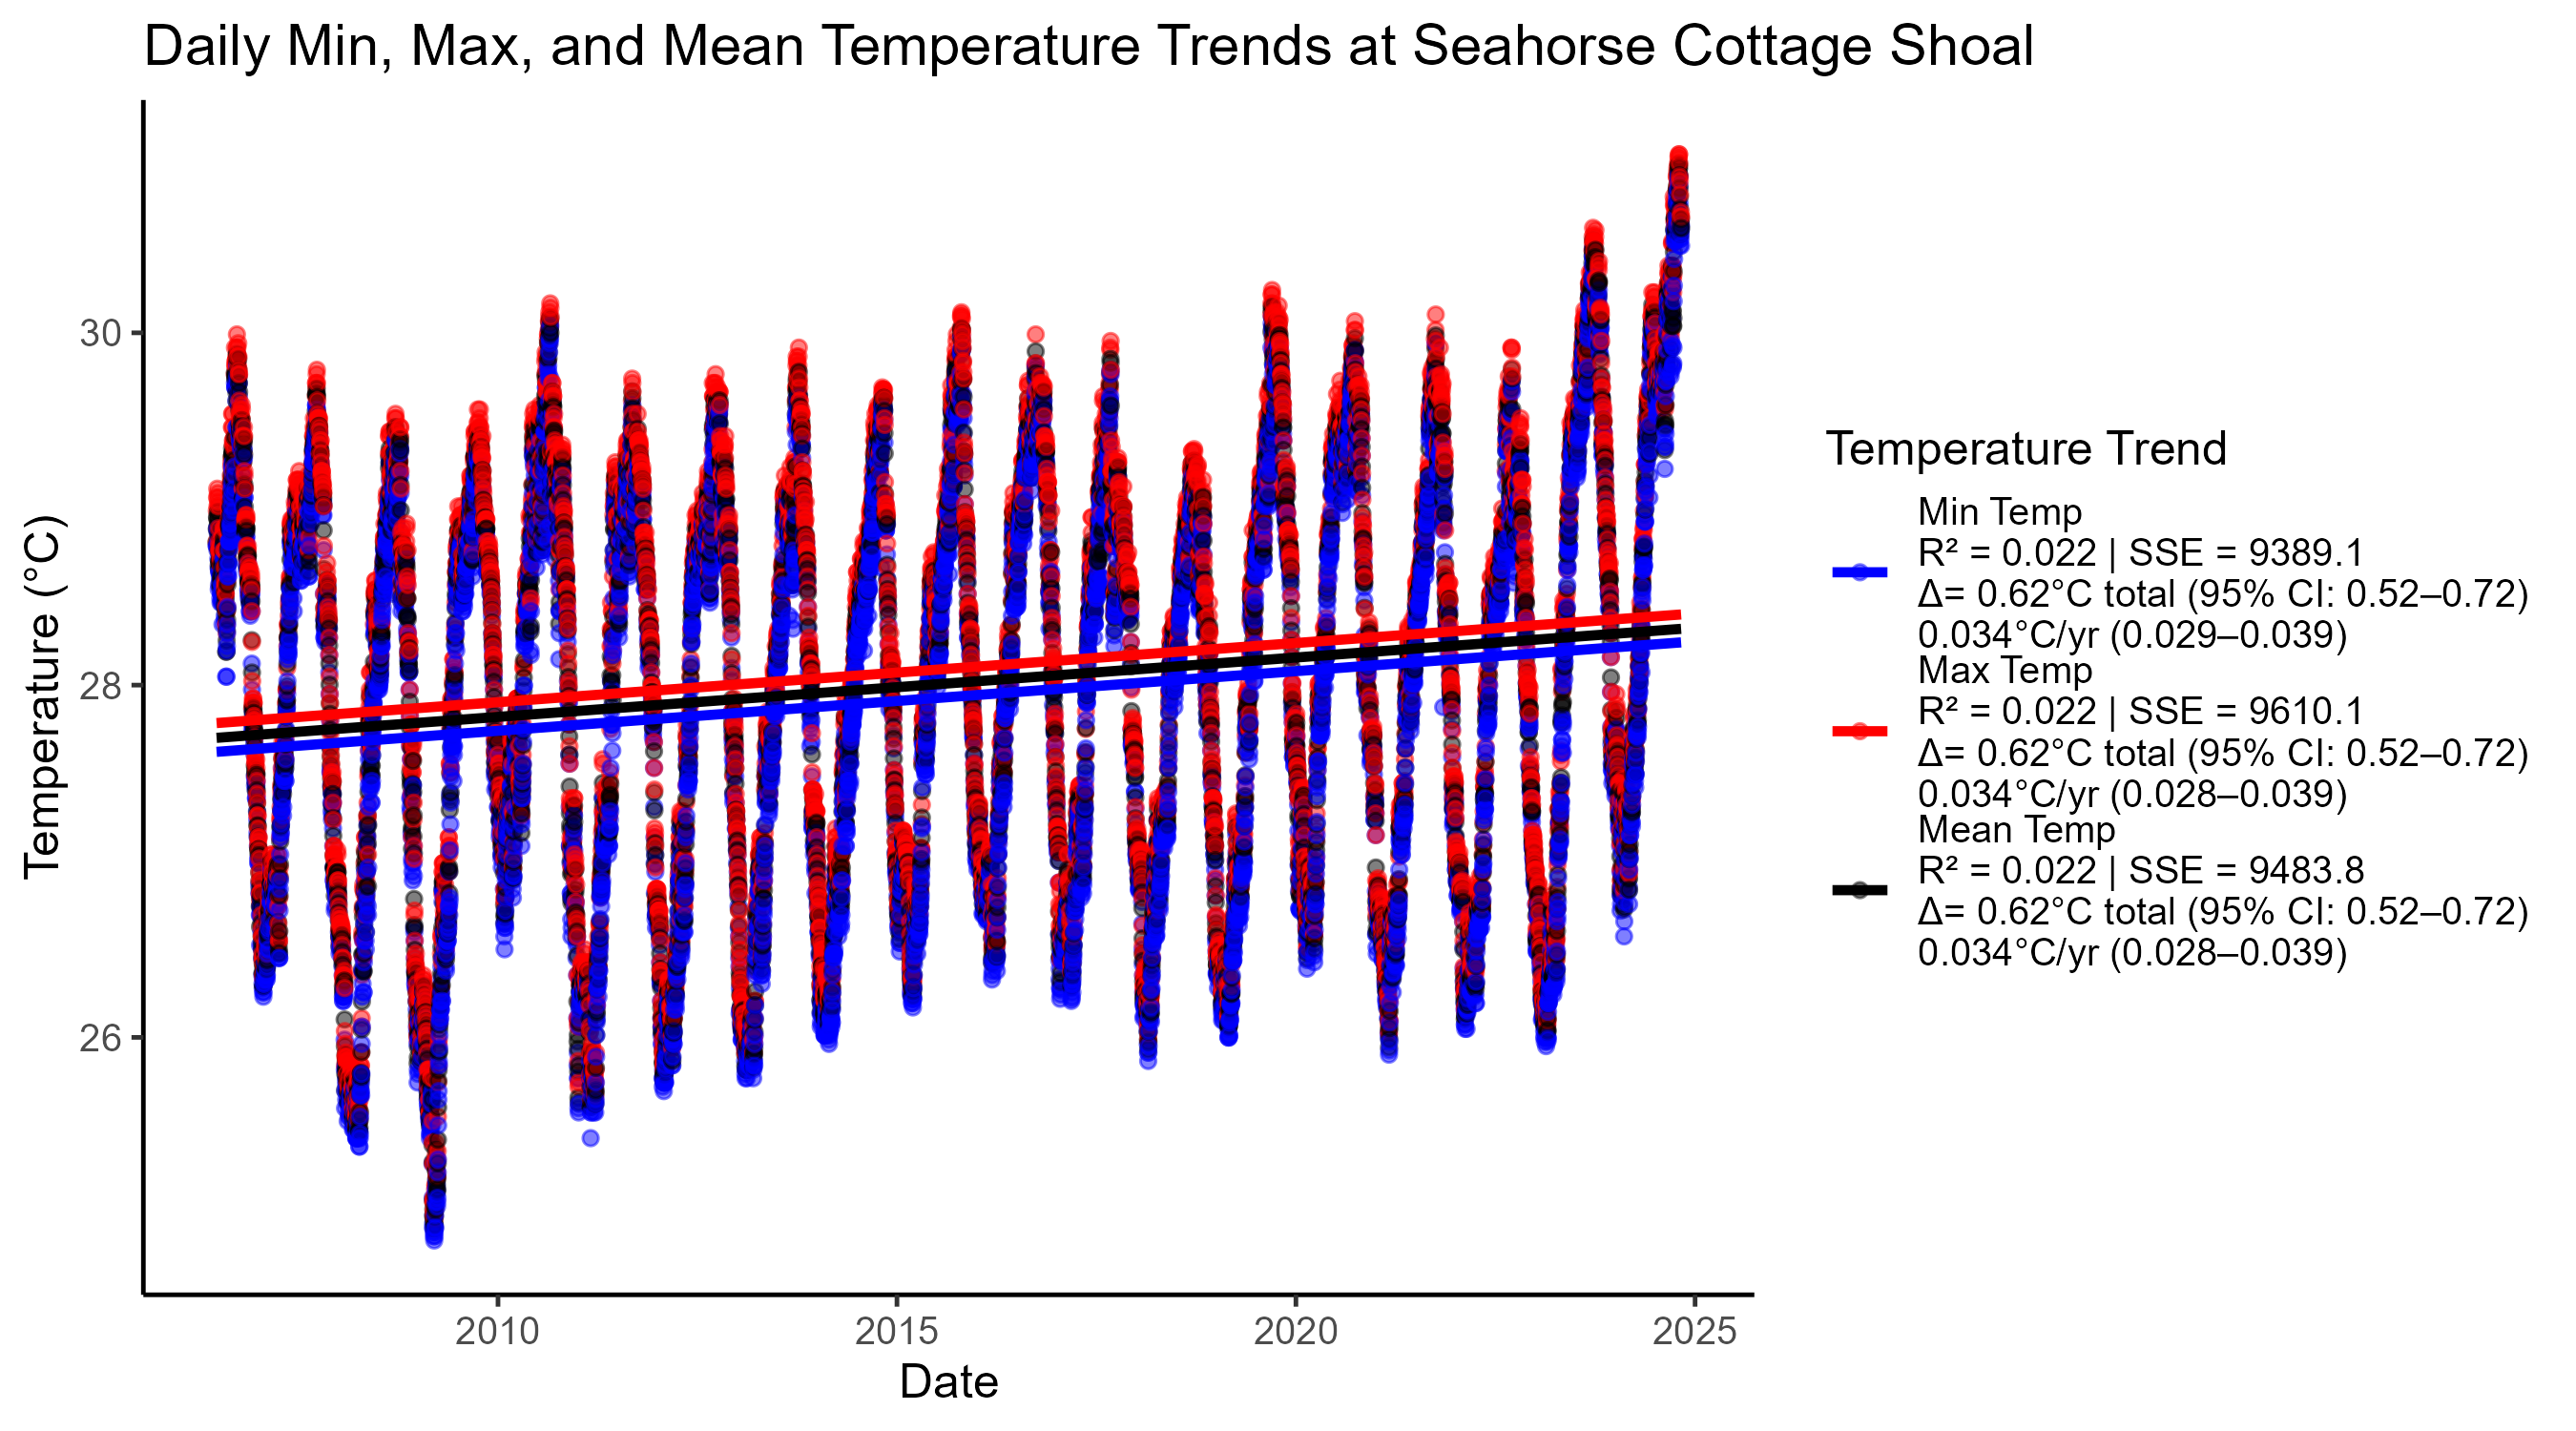 Daily Min, Max, and Mean Temperature Trends at Seahorse Cottage Shoal
Temperature (°C)
30
28
26
2010
2015
2020
2025
Date
Temperature Trend
Min Temp
R² = 0.022 | SSE = 9389.1
Δ= 0.62°C total (95% CI: 0.52–0.72)
0.034°C/yr (0.029–0.039)
Max Temp
R² = 0.022 | SSE = 9610.1
Δ= 0.62°C total (95% CI: 0.52–0.72)
0.034°C/yr (0.028–0.039)
Mean Temp
R² = 0.022 | SSE = 9483.8
Δ= 0.62°C total (95% CI: 0.52–0.72)
0.034°C/yr (0.028–0.039)